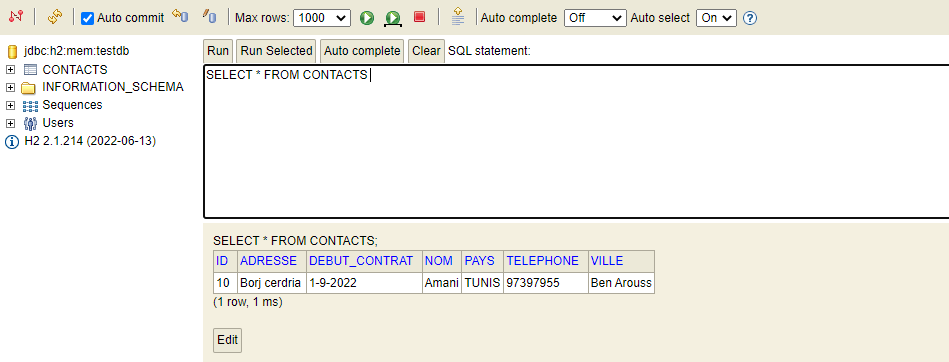 Auto commit Max rows: 1000 Auto complete Off Auto select On
jdbc:h2:mem:testdb
CONTACTS
INFORMATION_SCHEMA
Sequences
Users
H2 2.1.214 (2022-06-13)
Run Run Selected Auto complete Clear SQL statement:
SELECT * FROM CONTACTS
SELECT * FROM CONTACTS;
ID ADRESSE DEBUT_CONTRAT NOM PAYS TELEPHONE VILLE
10 Borj cerdria 1-9-2022 Amani TUNIS 97397955 Ben Arouss
(1 row, 1 ms)
Edit